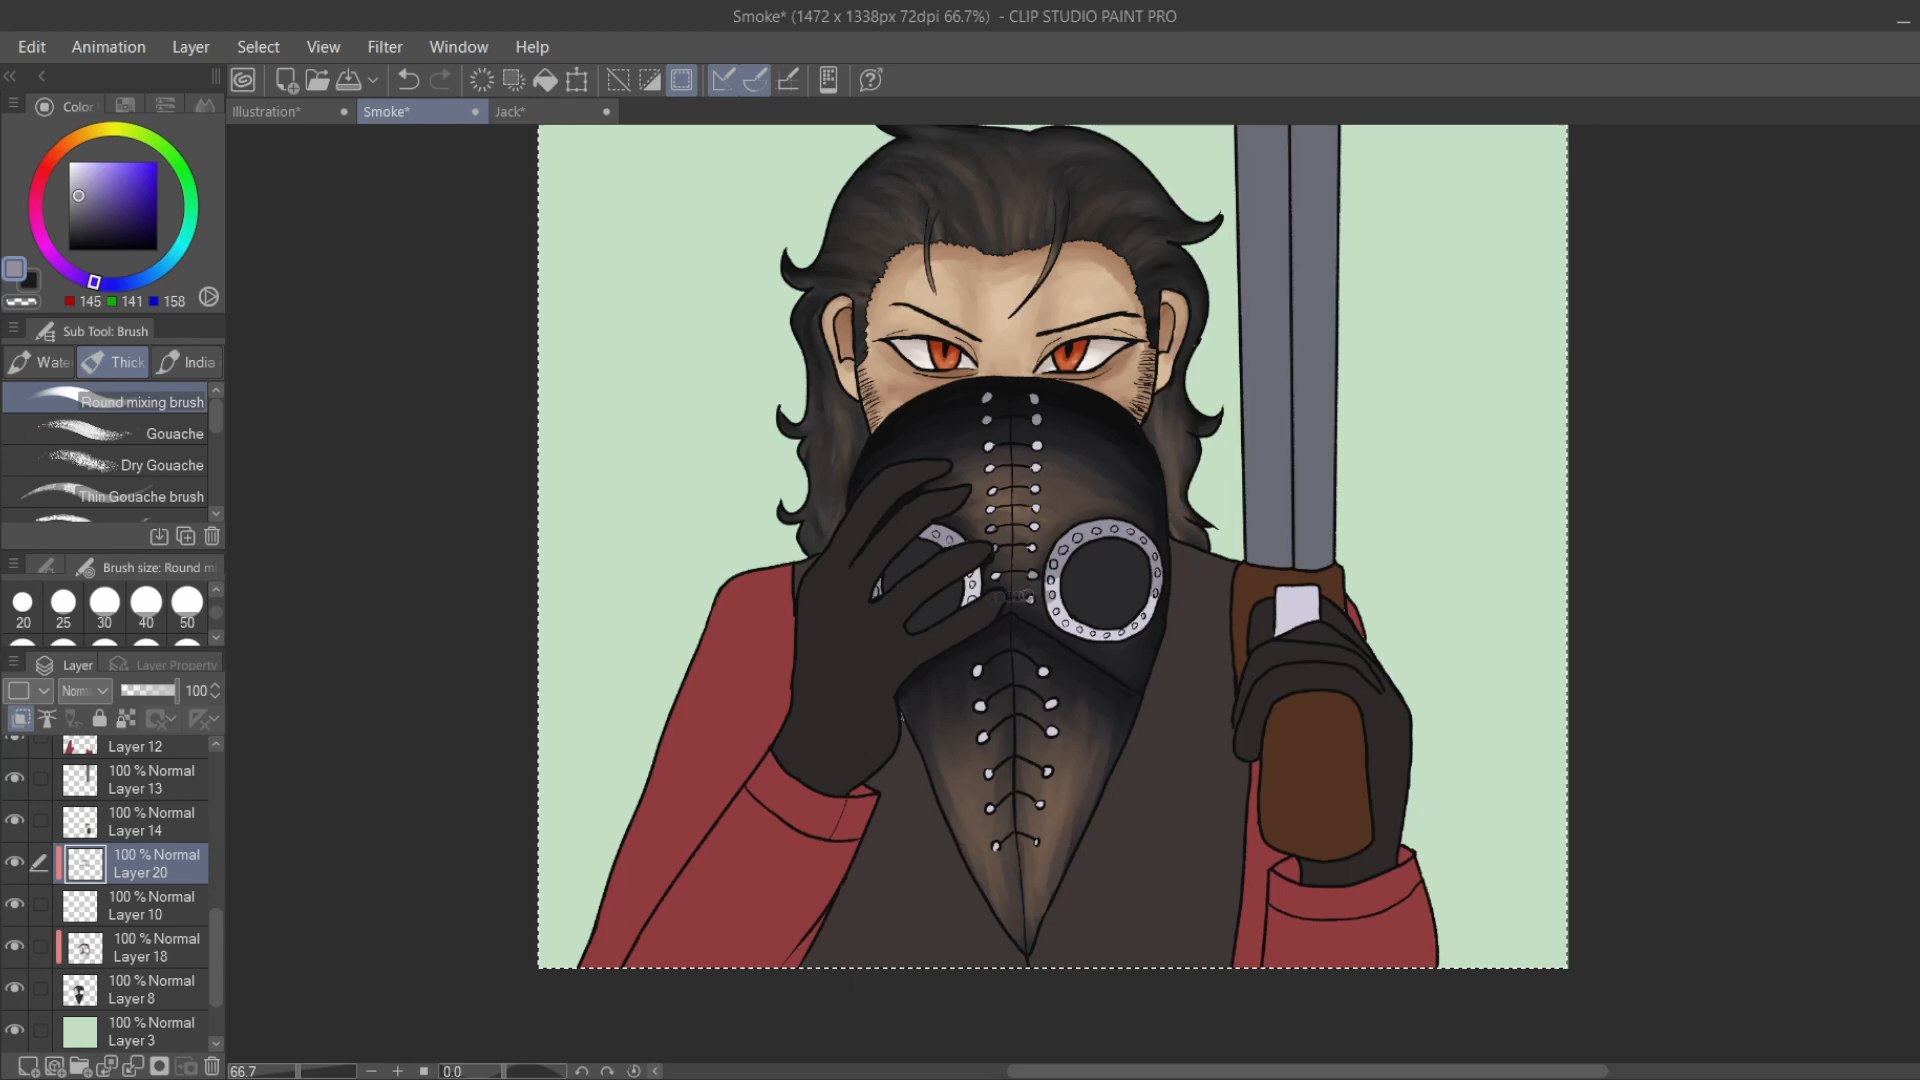 Smoke* (1472 x 1338px 72dpi 66.7%) - CLIP STUDIO PAINT PRO
Edit Animation Layer Select View Filter Window Help
Color
Illustration* Smoke* Jack*
145 141 158
Sub Tool: Brush
Wate Thick India
Round mixing brush
Gouache
Dry Gouache
Thin Gouache brush
Brush size: Round mi
20 25 30 40 50
Layer Layer Property
Norm 100
Layer 12
100 % Normal
Layer 13
100 % Normal
Layer 14
100 % Normal
Layer 20
100 % Normal
Layer 10
100 % Normal
Layer 18
100 % Normal
Layer 8
100 % Normal
Layer 3
66.7 0.0